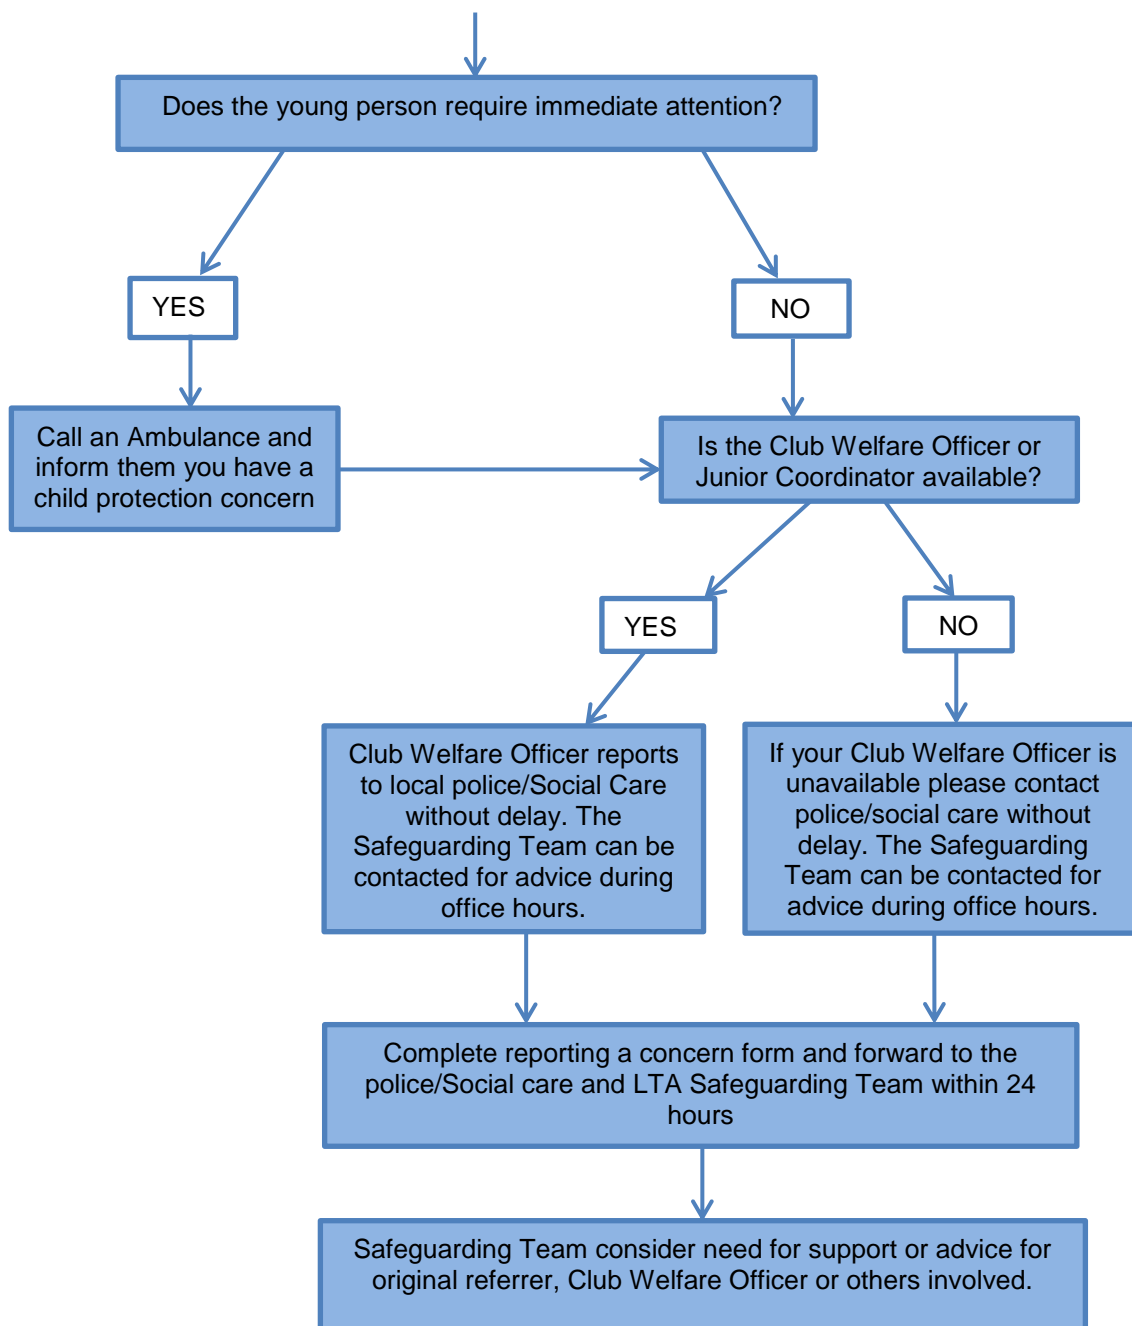 Does the young person require immediate attention?
YES
NO
Call an Ambulance and
inform them you have a
child protection concern
Is the Club Welfare Officer or
Junior Coordinator available?
YES
NO
Club Welfare Officer reports
to local police/Social Care
without delay. The
Safeguarding Team can be
contacted for advice during
office hours.
If your Club Welfare Officer is
unavailable please contact
police/social care without
delay. The Safeguarding
Team can be contacted for
advice during office hours.
Complete reporting a concern form and forward to the
police/Social care and LTA Safeguarding Team within 24
hours
Safeguarding Team consider need for support or advice for
original referrer, Club Welfare Officer or others involved.